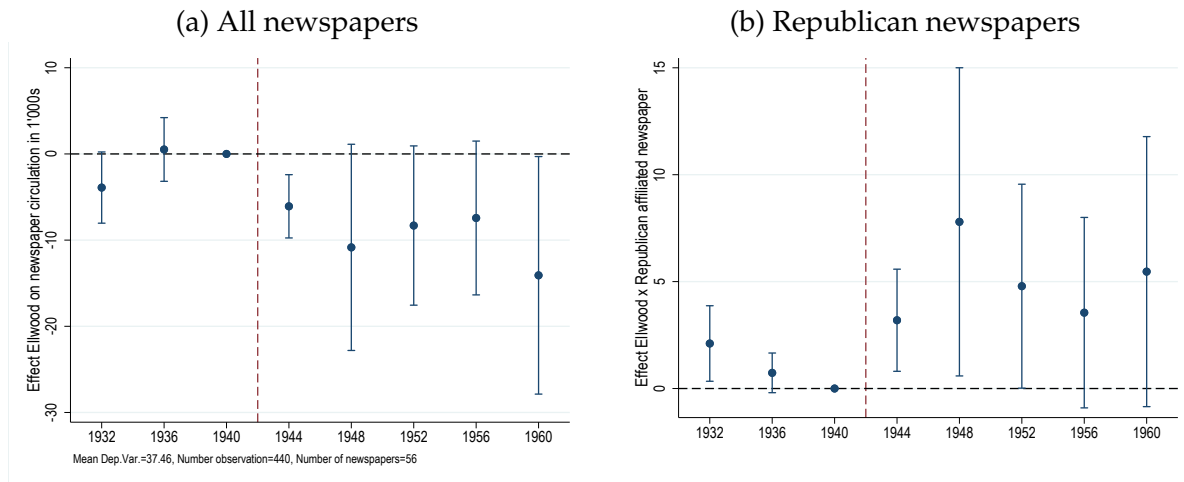 (a) All newspapers
Effect Ellwood on newspaper circulation in 1'000s
10
0
-10
-20
-30
1932 1936 1940 1944 1948 1952 1956 1960
Mean Dep.Var.=37.46, Number observation=440, Number of newspapers=56
(b) Republican newspapers
Effect Ellwood x Republican affiliated newspaper
15
10
5
0
1932 1936 1940 1944 1948 1952 1956 1960